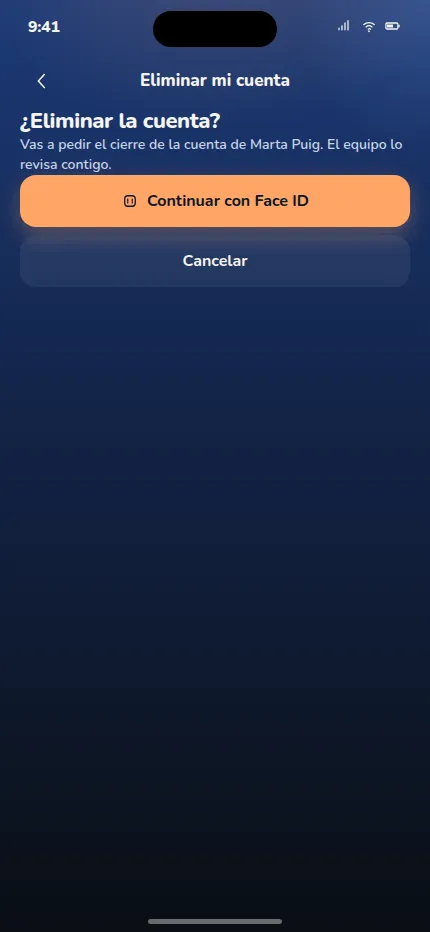 9:41
Eliminar mi cuenta
¿Eliminar la cuenta?
Vas a pedir el cierre de la cuenta de Marta Puig. El equipo lo
revisa contigo.
Continuar con Face ID
Cancelar